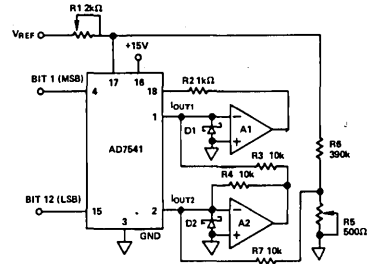 R1 2kΩ
VREF
+15V
BIT 1 (MSB)
17
16
4
18
R2 1kΩ
IOUT1
1
D1
A1
AD7541
R3 10k
R4 10k
R6
390k
IOUT2
BIT 12 (LSB)
15
2
D2
A2
R5
500Ω
3
GND
R7 10k